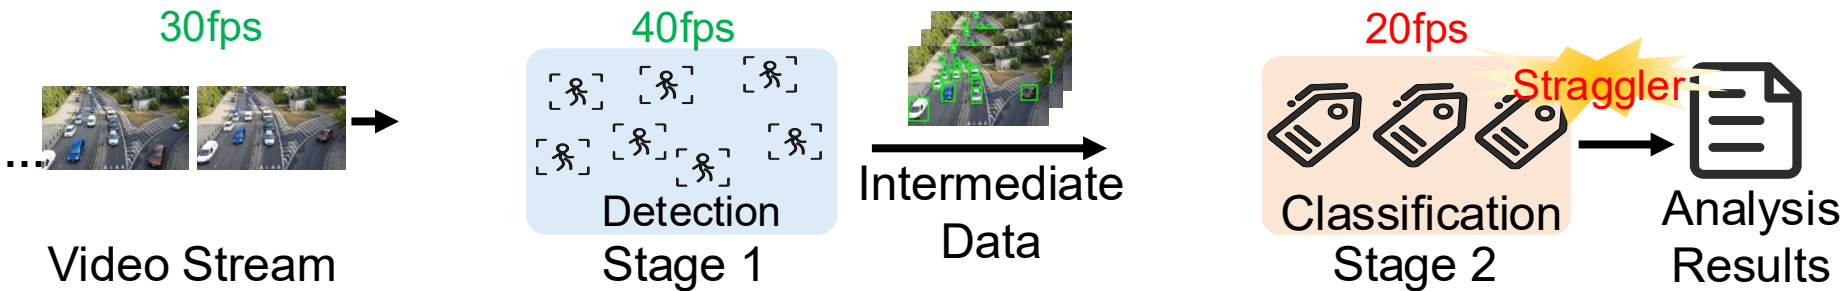 30fps
40fps
20fps
Straggler
...
Detection
Intermediate
Data
Classification
Analysis
Results
Video Stream
Stage 1
Stage 2